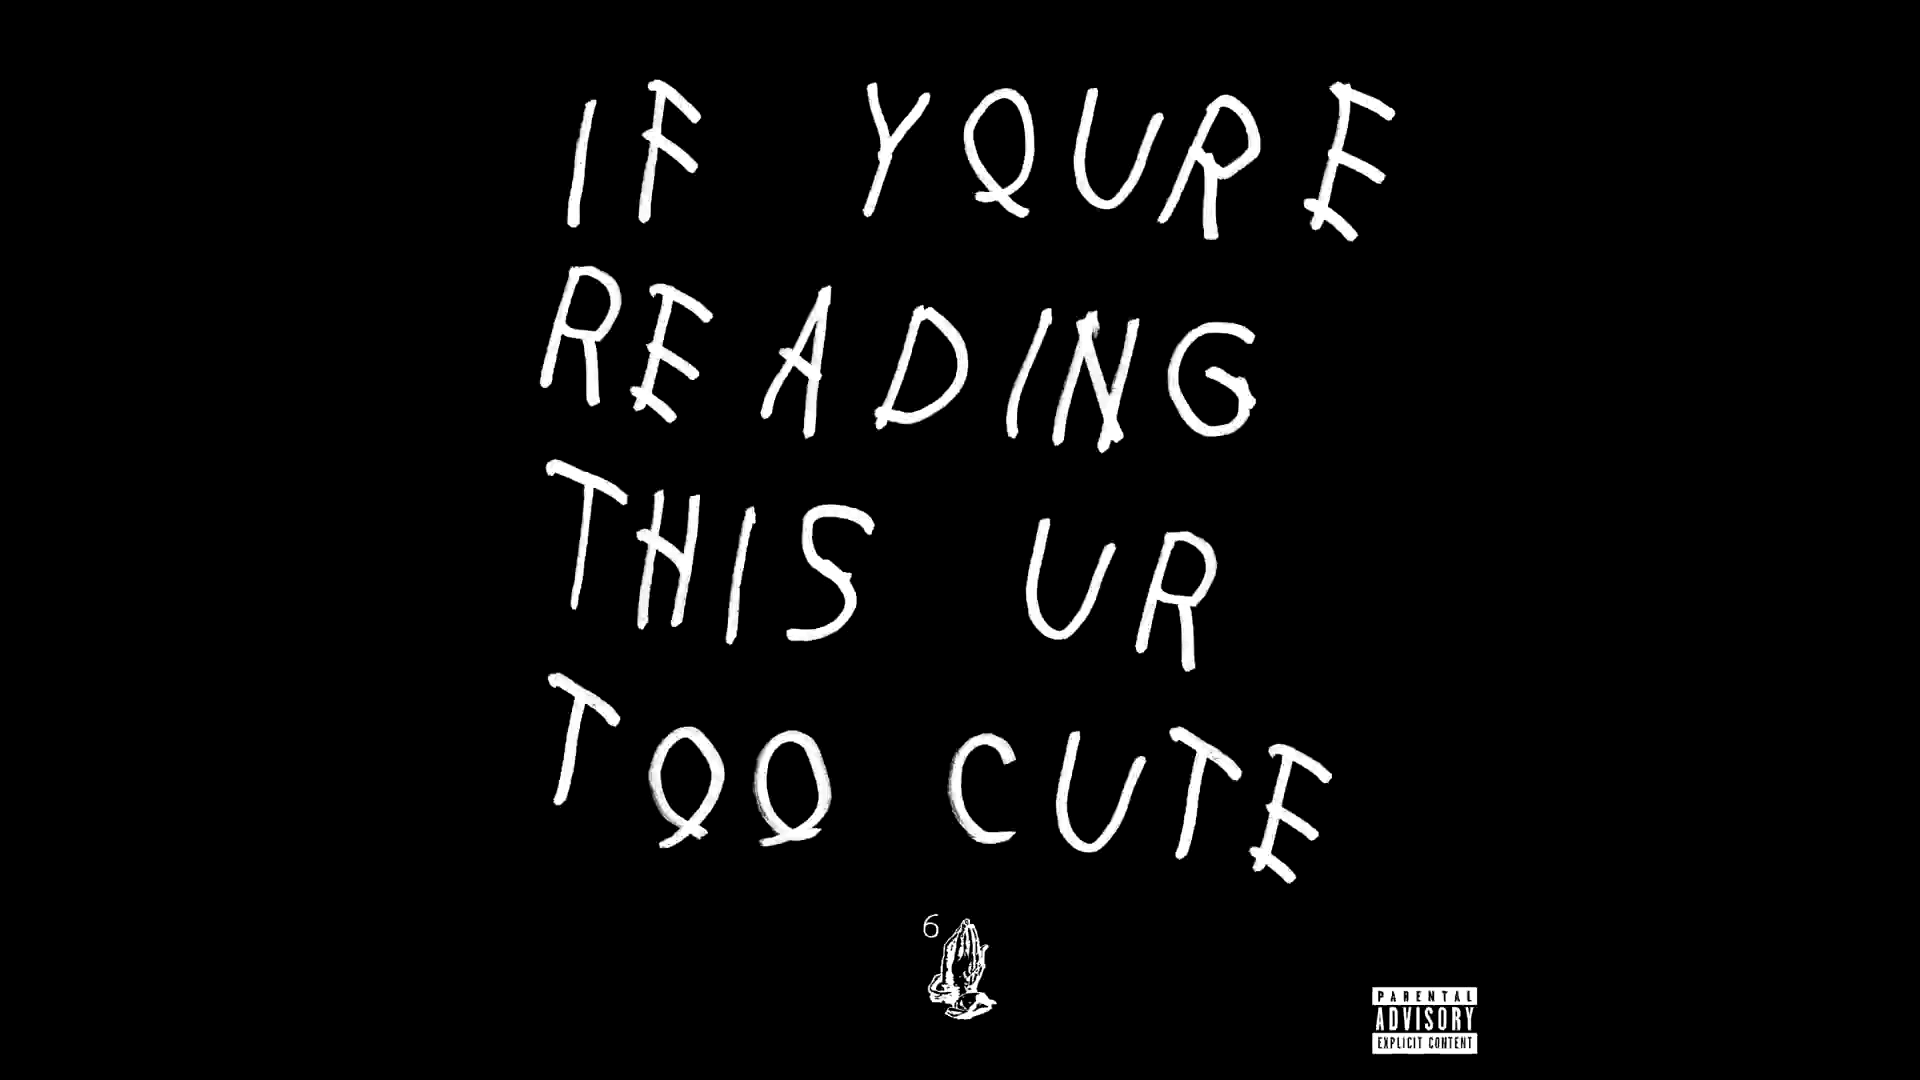 IF YOURE
READING
THIS UR
TOO CUTE
6
PARENTAL
ADVISORY
EXPLICIT CONTENT